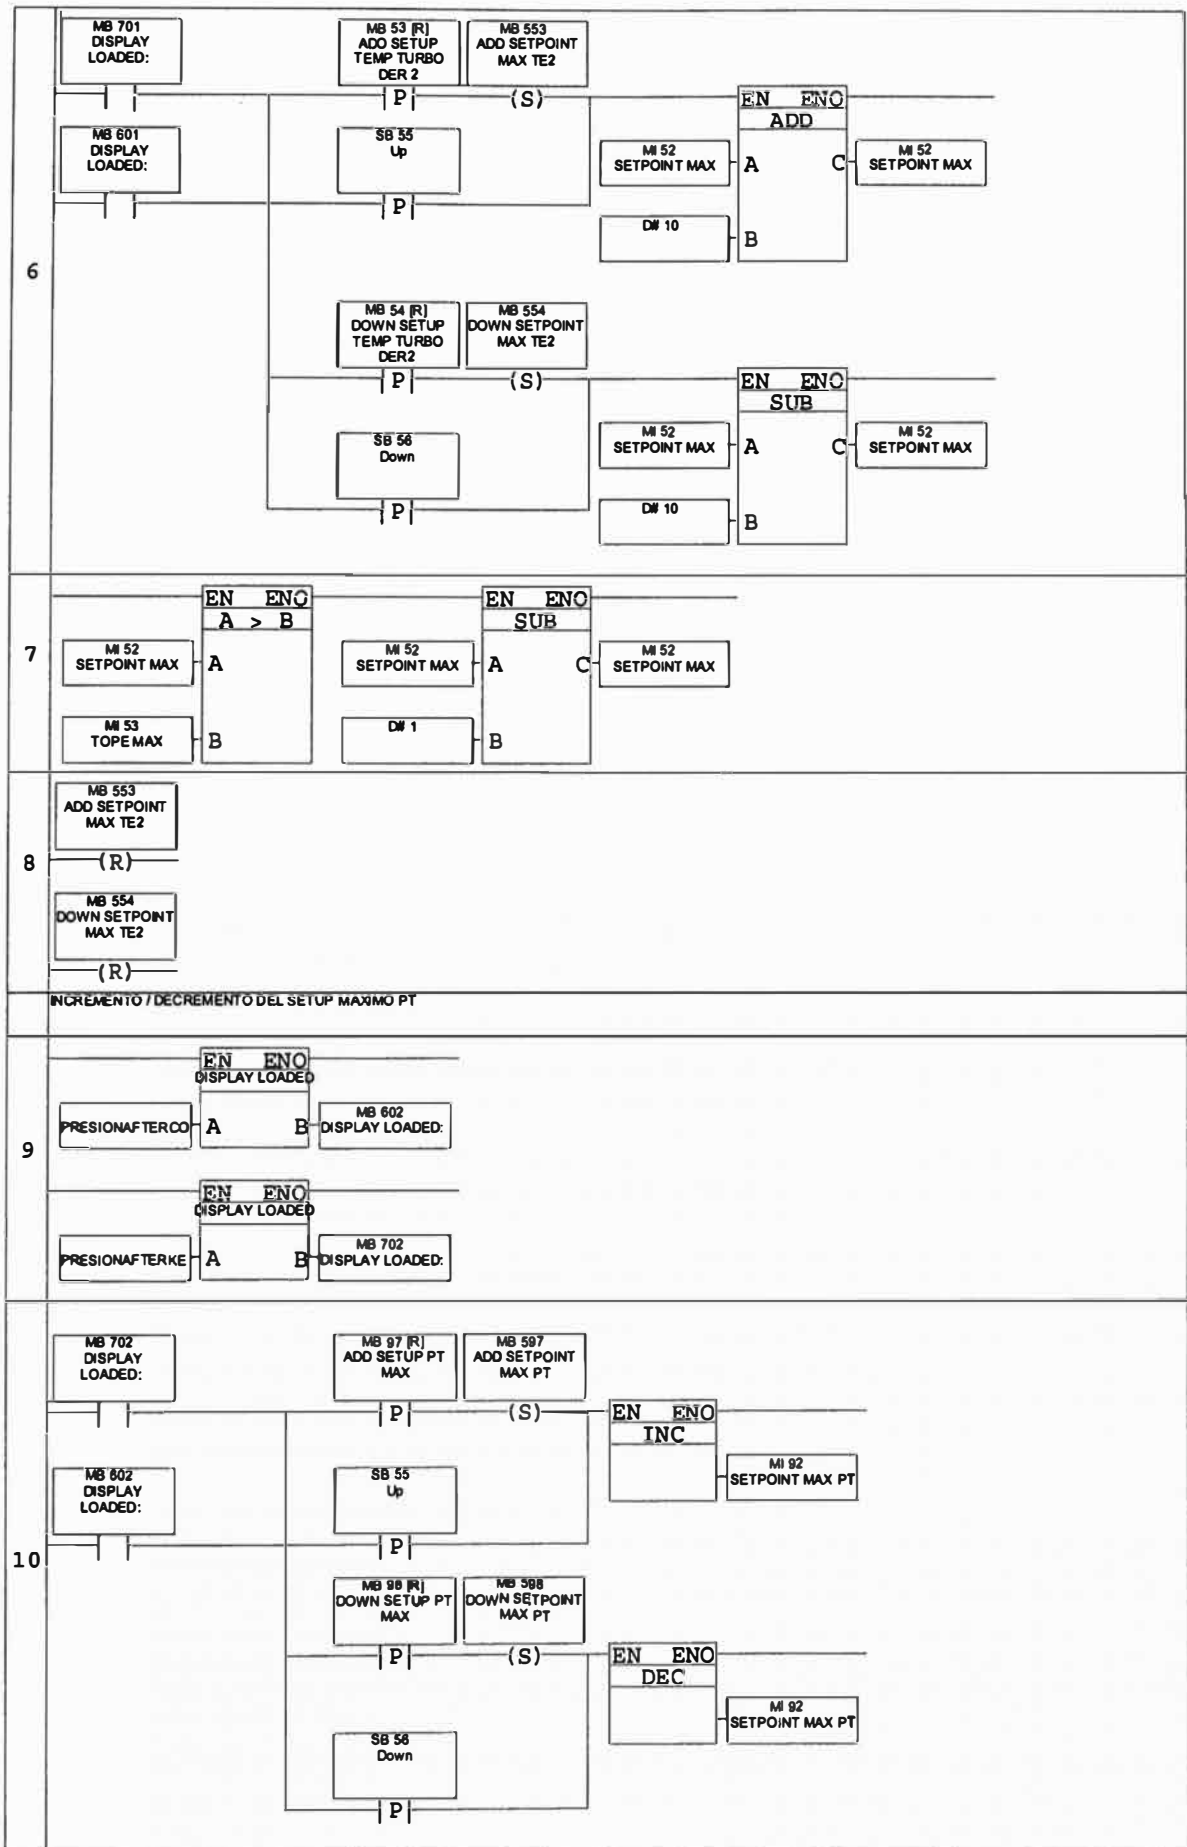 MB 701
DISPLAY
LOADED:
MB 53 [R]
ADD SETUP
TEMP TURBO
DER 2
MB 553
ADD SETPOINT
MAX TE2
P
(S)
EN ENO
ADD
MB 601
DISPLAY
LOADED:
SB 55
Up
P
MI 52
SETPOINT MAX
A
C
MI 52
SETPOINT MAX
D# 10
B
6
MB 54 [R]
DOWN SETUP
TEMP TURBO
DER2
MB 554
DOWN SETPOINT
MAX TE2
P
(S)
EN ENO
SUB
SB 56
Down
P
MI 52
SETPOINT MAX
A
C
MI 52
SETPOINT MAX
D# 10
B
7
EN ENO
A > B
EN ENO
SUB
MI 52
SETPOINT MAX
A
MI 52
SETPOINT MAX
A
C
MI 52
SETPOINT MAX
MI 53
TOPE MAX
B
D# 1
B
8
MB 553
ADD SETPOINT
MAX TE2
(R)
MB 554
DOWN SETPOINT
MAX TE2
(R)
INCREMENTO / DECREMENTO DEL SETUP MAXIMO PT
9
EN ENO
DISPLAY LOADED
PRESIONAFTERCO
A
B
MB 602
DISPLAY LOADED:
EN ENO
DISPLAY LOADED
PRESIONAFTERKE
A
B
MB 702
DISPLAY LOADED:
10
MB 702
DISPLAY
LOADED:
MB 97 [R]
ADD SETUP PT
MAX
MB 597
ADD SETPOINT
MAX PT
P
(S)
EN ENO
INC
MB 602
DISPLAY
LOADED:
SB 55
Up
P
MI 92
SETPOINT MAX PT
MB 98 [R]
DOWN SETUP PT
MAX
MB 598
DOWN SETPOINT
MAX PT
P
(S)
EN ENO
DEC
MI 92
SETPOINT MAX PT
SB 56
Down
P